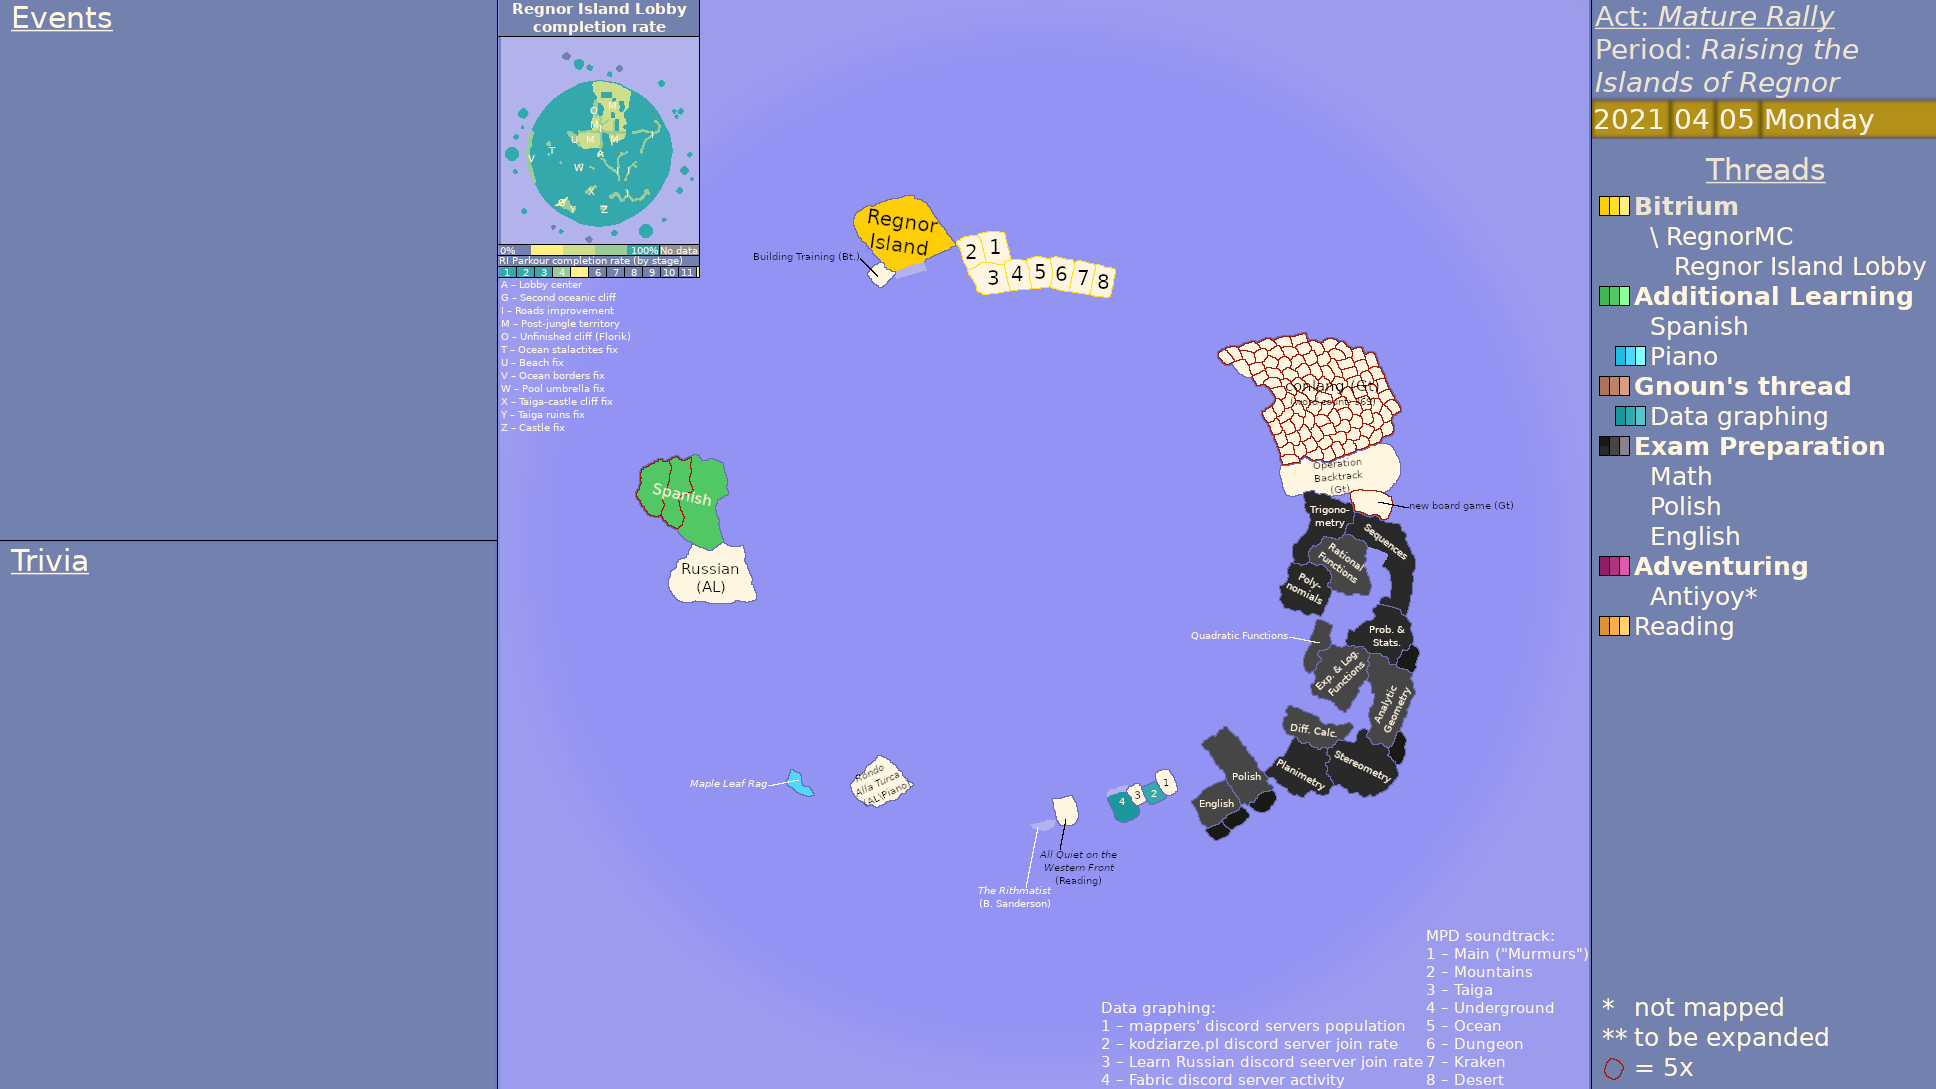 Events
Trivia
Regnor Island Lobby
completion rate
O
M
M
U
M
M
I
V
T
A
W
I
J
X
J
Y
Z
0%
100%
No data
RI Parkour completion rate (by stage)
1 2 3 4 5 6 7 8 9 10 11
A – Lobby center
G – Second oceanic cliff
I – Roads improvement
M – Post-jungle territory
O – Unfinished cliff (Florik)
T – Ocean stalactites fix
U – Beach fix
V – Ocean borders fix
W – Pool umbrella fix
X – Taiga-castle cliff fix
Y – Taiga ruins fix
Z – Castle fix
Regnor
Island
Building Training (Bt.)
2 1
3 4 5 6 7 8
conlang (Gt)
(word count: 565)
Operation
Backtrack
(Gt)
new board game (Gt)
Trigono-
metry
Sequences
Rational
Functions
Poly-
nomials
Quadratic Functions
Prob. &
Stats.
Exp. & Log.
Functions
Analytic
Geometry
Diff. Calc.
Planimetry
Stereometry
Polish
English
Spanish
Russian
(AL)
Maple Leaf Rag
Rondo
Alla Turca
(AL\Piano)
4 3 2 1
All Quiet on the
Western Front
(Reading)
The Rithmatist
(B. Sanderson)
Data graphing:
1 – mappers' discord servers population
2 – kodziarze.pl discord server join rate
3 – Learn Russian discord seerver join rate
4 – Fabric discord server activity
MPD soundtrack:
1 – Main ("Murmurs")
2 – Mountains
3 – Taiga
4 – Underground
5 – Ocean
6 – Dungeon
7 – Kraken
8 – Desert
Act: Mature Rally
Period: Raising the
Islands of Regnor
2021 04 05 Monday
Threads
Bitrium
\ RegnorMC
Regnor Island Lobby
Additional Learning
Spanish
Piano
Gnoun's thread
Data graphing
Exam Preparation
Math
Polish
English
Adventuring
Antiyoy*
Reading
* not mapped
** to be expanded
= 5x